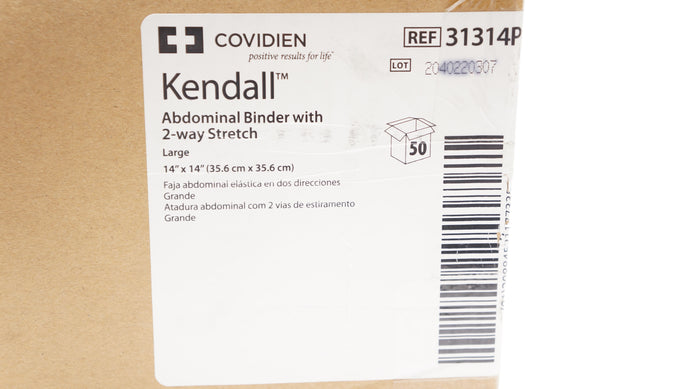 COVIDIEN
positive results for life™
REF 31314P
LOT 2040220307
Kendall™
Abdominal Binder with
2-way Stretch
Large
14" x 14" (35.6 cm x 35.6 cm)
50
Faja abdominal elástica en dos direcciones
Grande
Atadura abdominal com 2 vias de estiramento
Grande